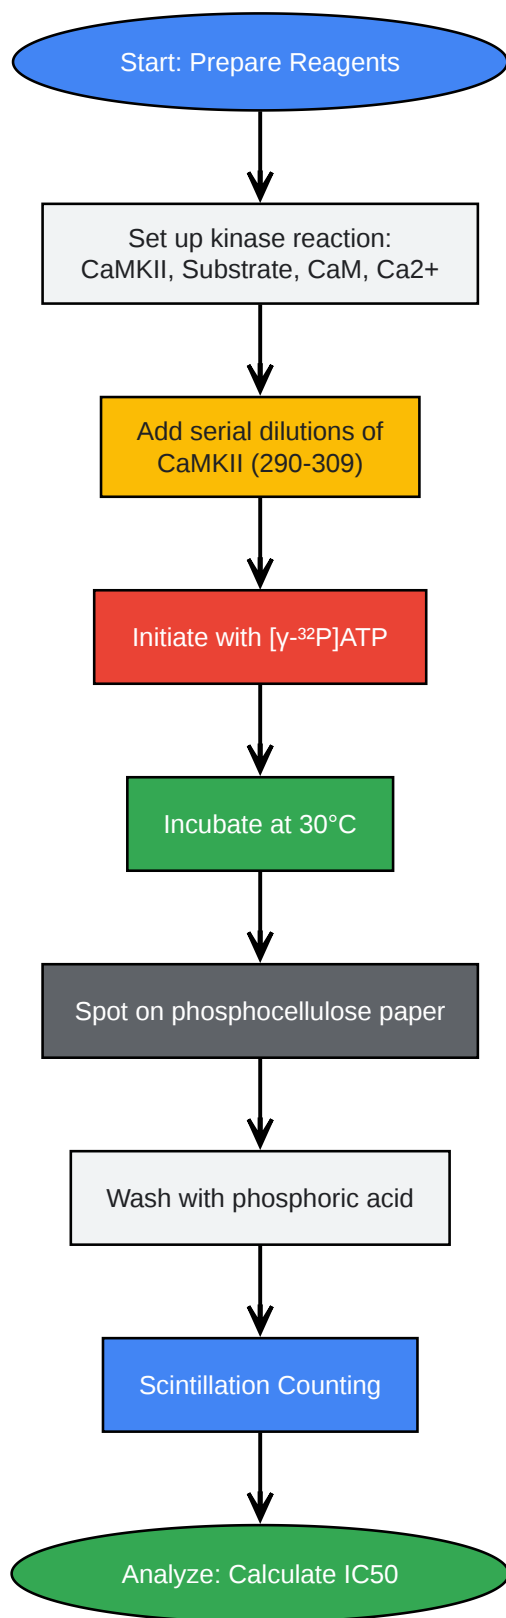 Start: Prepare Reagents
Set up kinase reaction:
CaMKII, Substrate, CaM, Ca2+
Add serial dilutions of
CaMKII (290-309)
Initiate with [γ-³²P]ATP
Incubate at 30°C
Spot on phosphocellulose paper
Wash with phosphoric acid
Scintillation Counting
Analyze: Calculate IC50